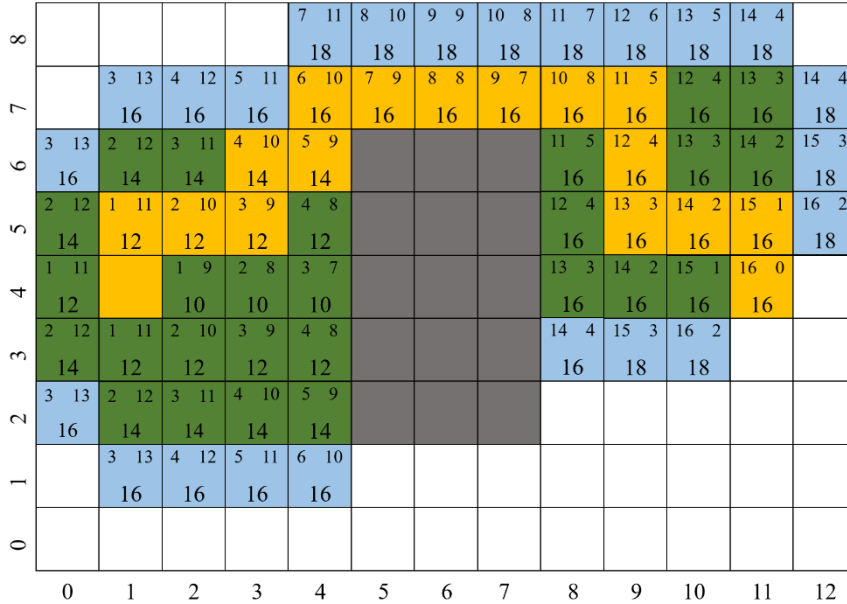 8 7 11 8 10 9 9 10 8 11 7 12 6 13 5 14 4
18 18 18 18 18 18 18 18
7 3 13 4 12 5 11 6 10 7 9 8 8 9 7 10 8 11 5 12 4 13 3 14 4
16 16 16 16 16 16 16 16 16 16 16 18
6 3 13 2 12 3 11 4 10 5 9 11 5 12 4 13 3 14 2 15 3
16 14 14 14 14 16 16 16 16 18
5 2 12 1 11 2 10 3 9 4 8 12 4 13 3 14 2 15 1 16 2
14 12 12 12 12 16 16 16 16 18
4 1 11 1 9 2 8 3 7 13 3 14 2 15 1 16 0
12 10 10 10 16 16 16 16
3 2 12 1 11 2 10 3 9 4 8 14 4 15 3 16 2
14 12 12 12 12 16 18 18
2 3 13 2 12 3 11 4 10 5 9
16 14 14 14 14
1 3 13 4 12 5 11 6 10
16 16 16 16
0
0 1 2 3 4 5 6 7 8 9 10 11 12